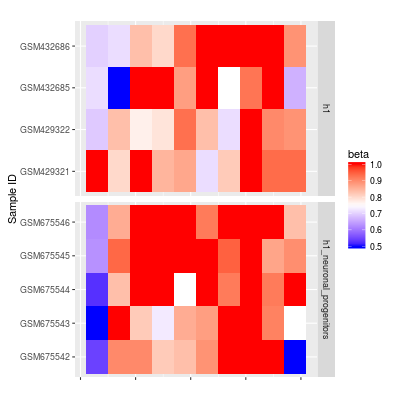 GSM432686
GSM432685
GSM429322
GSM429321
h1
Sample ID
GSM675546
GSM675545
GSM675544
GSM675543
GSM675542
h1_neuronal_progenitors
beta
1.0
0.9
0.8
0.7
0.6
0.5